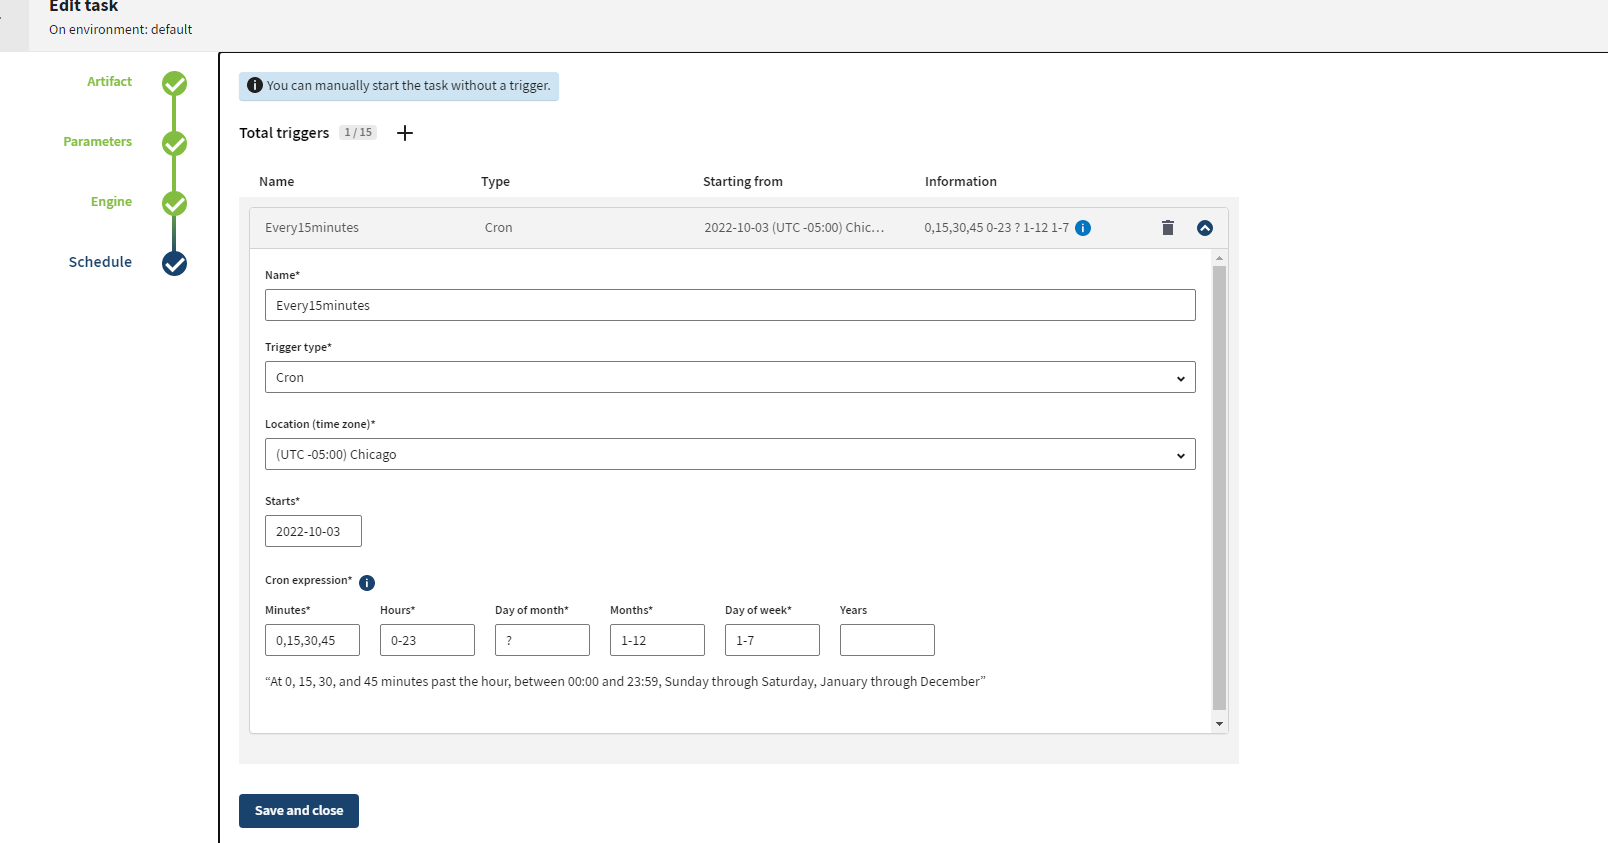 Edit task
On environment: default
Artifact
Parameters
Engine
Schedule
You can manually start the task without a trigger.
Total triggers 1 / 15
Name Type Starting from Information
Every15minutes Cron 2022-10-03 (UTC -05:00) Chic... 0,15,30,45 0-23 ? 1-12 1-7
Name*
Every15minutes
Trigger type*
Cron
Location (time zone)*
(UTC -05:00) Chicago
Starts*
2022-10-03
Cron expression*
Minutes* Hours* Day of month* Months* Day of week* Years
0,15,30,45 0-23 ? 1-12 1-7
“At 0, 15, 30, and 45 minutes past the hour, between 00:00 and 23:59, Sunday through Saturday, January through December”
Save and close